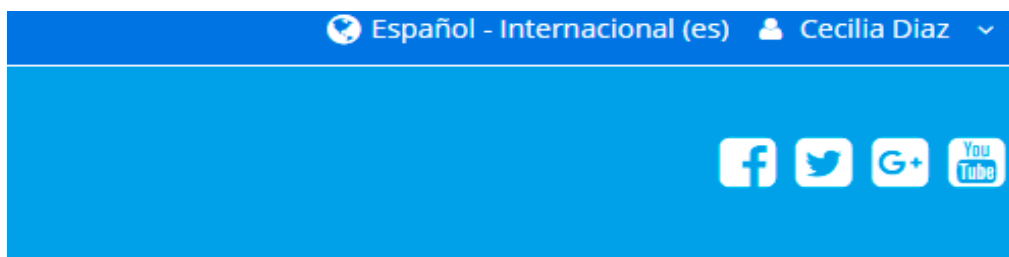 Español - Internacional (es) Cecilia Diaz
f G+ You Tube